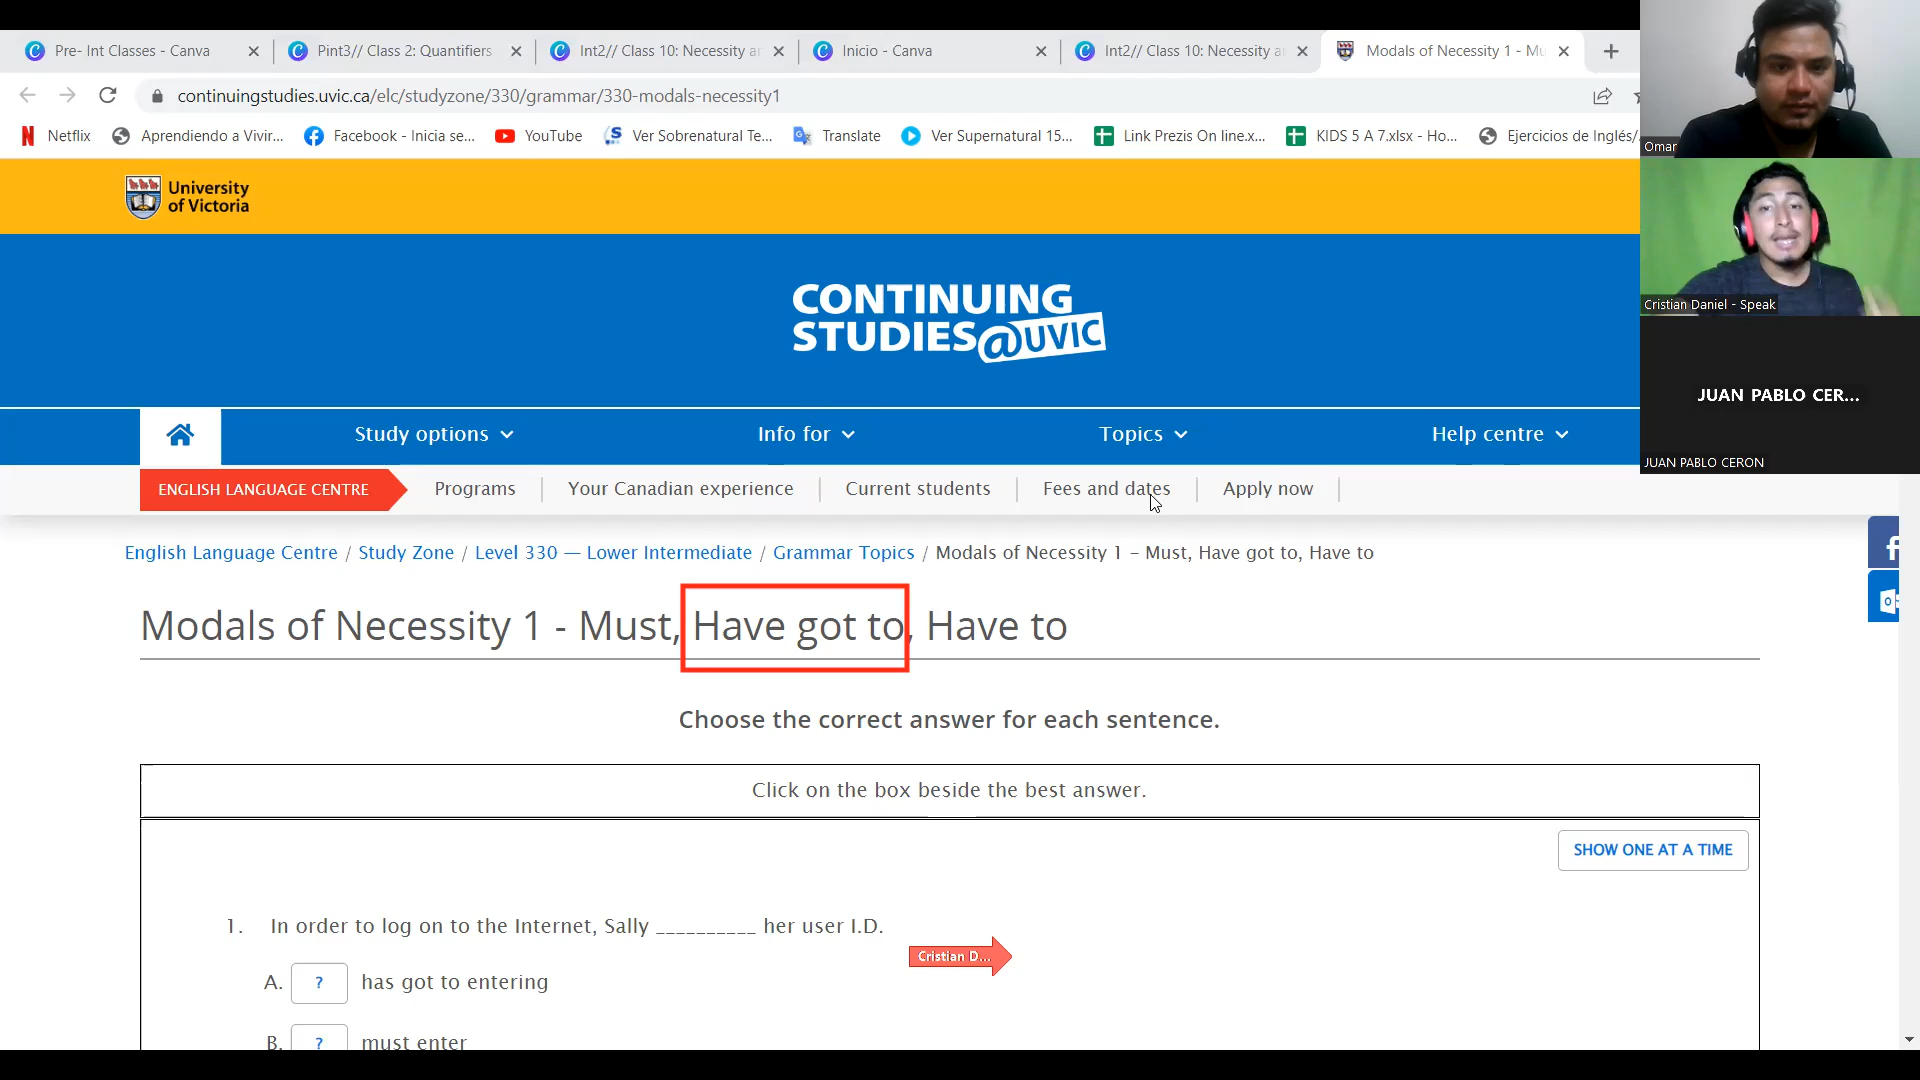 Pre- Int Classes - Canva
Pint3// Class 2: Quantifiers
Int2// Class 10: Necessity a
Inicio - Canva
Int2// Class 10: Necessity a
Modals of Necessity 1 - Mu
continuingstudies.uvic.ca/elc/studyzone/330/grammar/330-modals-necessity1
Netflix
Aprendiendo a Vivir...
Facebook - Inicia se...
YouTube
Ver Sobrenatural Te...
Translate
Ver Supernatural 15...
Link Prezis On line.x...
KIDS 5 A 7.xlsx - Ho...
Ejercicios de Inglés/
Omar
University
of Victoria
CONTINUING
STUDIES@UVIC
Cristian Daniel - Speak
JUAN PABLO CER...
JUAN PABLO CERON
Study options
Info for
Topics
Help centre
ENGLISH LANGUAGE CENTRE
Programs
Your Canadian experience
Current students
Fees and dates
Apply now
English Language Centre / Study Zone / Level 330 — Lower Intermediate / Grammar Topics / Modals of Necessity 1 – Must, Have got to, Have to
Modals of Necessity 1 - Must, Have got to, Have to
Choose the correct answer for each sentence.
Click on the box beside the best answer.
SHOW ONE AT A TIME
1. In order to log on to the Internet, Sally __________ her user I.D.
Cristian D...
A. ? has got to entering
B. ? must enter